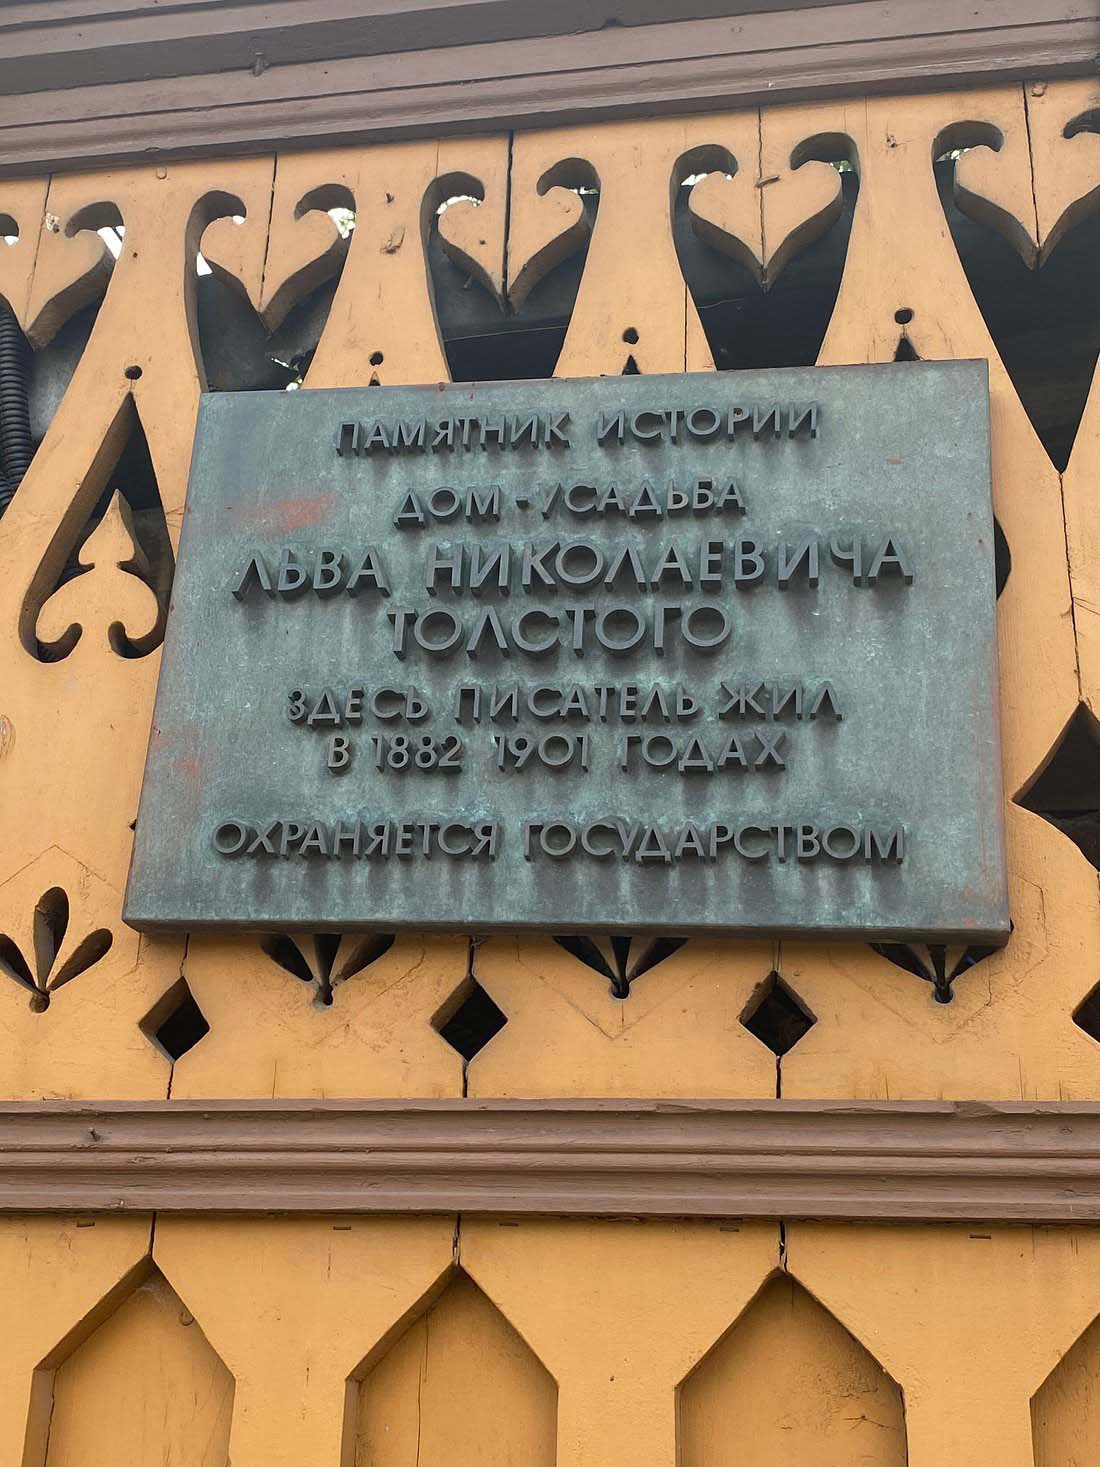 ПАМЯТНИК ИСТОРИИ
ДОМ-УСАДЬБА
ЛЬВА НИКОЛАЕВИЧА
ТОЛСТОГО
ЗДЕСЬ ПИСАТЕЛЬ ЖИЛ
В 1882 1901 ГОДАХ
ОХРАНЯЕТСЯ ГОСУДАРСТВОМ